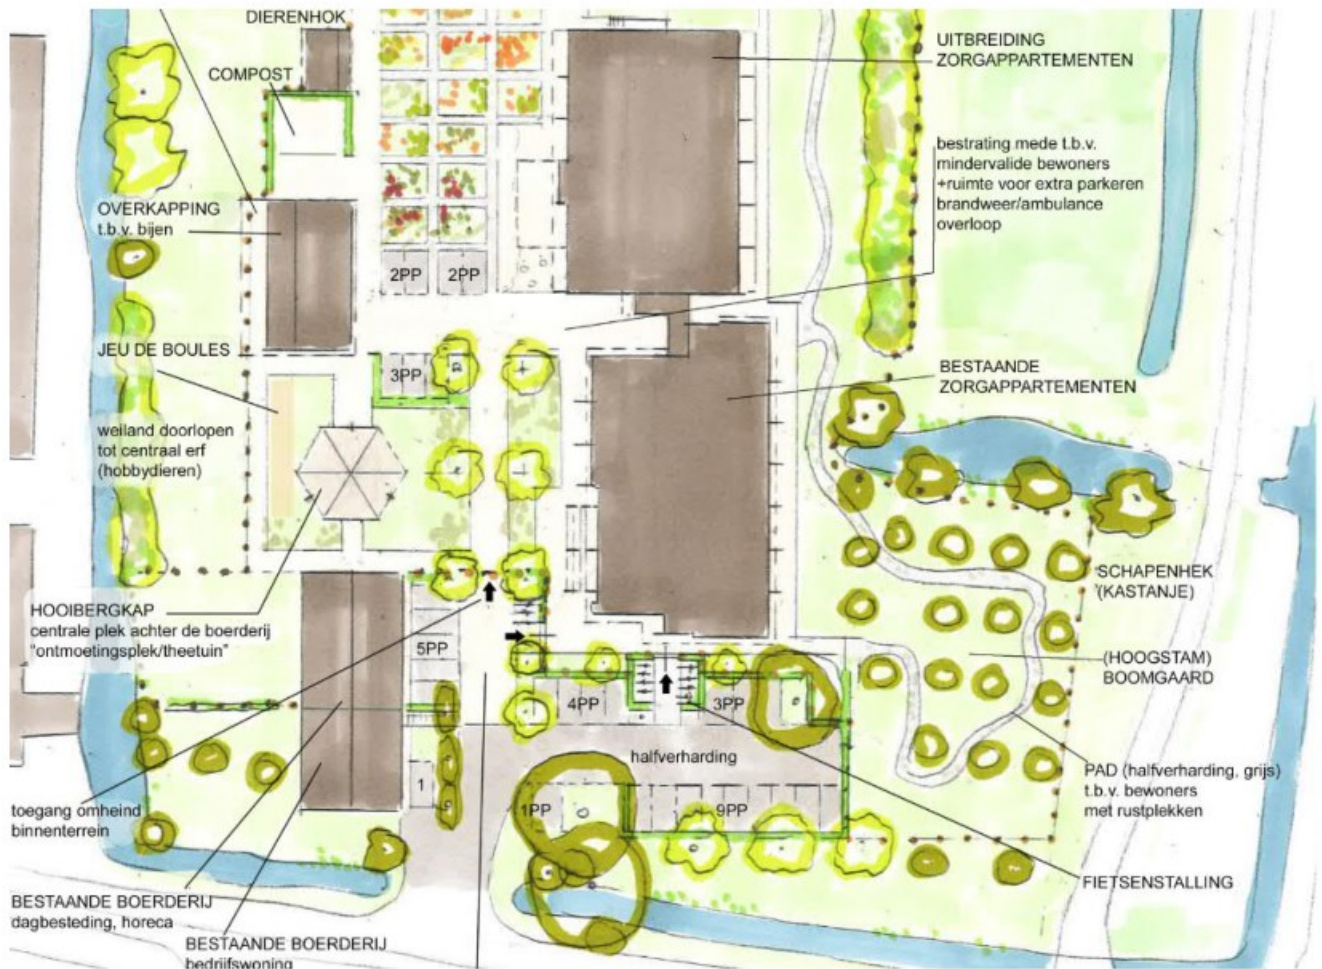 DIERENHOK
COMPOST
UITBREIDING
ZORGAPPARTEMENTEN
bestrating mede t.b.v.
mindervalide bewoners
+ruimte voor extra parkeren
brandweer/ambulance
overloop
OVERKAPPING
t.b.v. bijen
2PP
2PP
JEU DE BOULES
3PP
BESTAANDE
ZORGAPPARTEMENTEN
weiland doorlopen
tot centraal erf
(hobbydieren)
SCHAPENHEK
(KASTANJE)
HOOIBERGKAP
centrale plek achter de boerderij
"ontmoetingsplek/theetuin"
5PP
(HOOGSTAM)
BOOMGAARD
4PP
3PP
halfverharding
PAD (halfverharding, grijs)
t.b.v. bewoners
met rustplekken
toegang omheind
binnenterrein
1
1PP
9PP
FIETSENSTALLING
BESTAANDE BOERDERIJ
dagbesteding, horeca
BESTAANDE BOERDERIJ
bedrijfswoning